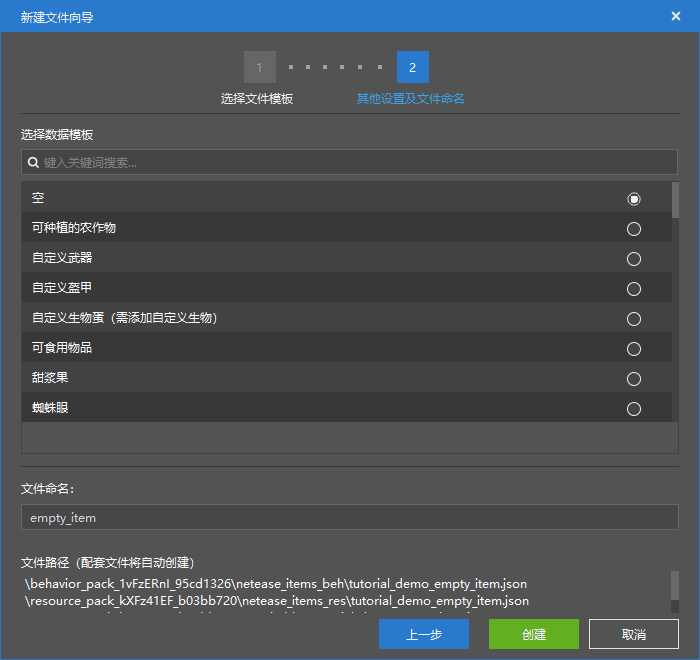 新建文件向导
1
2
选择文件模板
其他设置及文件命名
选择数据模板
键入关键词搜索...
空
可种植的农作物
自定义武器
自定义盔甲
自定义生物蛋（需添加自定义生物）
可食用物品
甜浆果
蜘蛛眼
文件命名：
empty_item
文件路径（配套文件将自动创建）
\behavior_pack_1vFzERnI_95cd1326\netease_items_beh\tutorial_demo_empty_item.json
\resource_pack_kXFz41EF_b03bb720\netease_items_res\tutorial_demo_empty_item.json
上一步
创建
取消